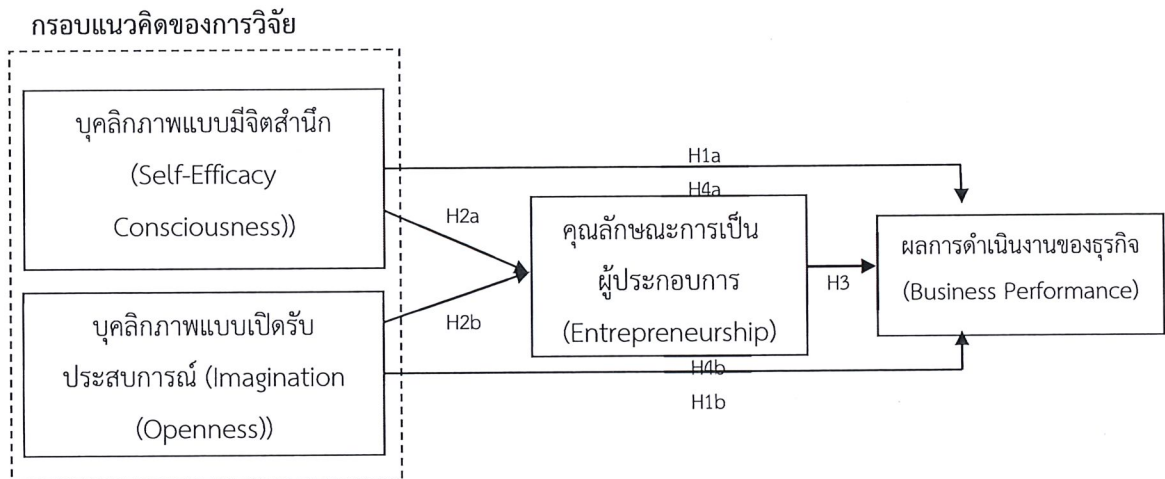 กรอบแนวคิดของการวิจัย
บุคลิกภาพแบบมีจิตสำนึก
(Self-Efficacy
Consciousness))
บุคลิกภาพแบบเปิดรับ
ประสบการณ์ (Imagination
(Openness))
H2a
H2b
H1a
H4a
คุณลักษณะการเป็น
ผู้ประกอบการ
(Entrepreneurship)
H4b
H1b
H3
ผลการดำเนินงานของธุรกิจ
(Business Performance)